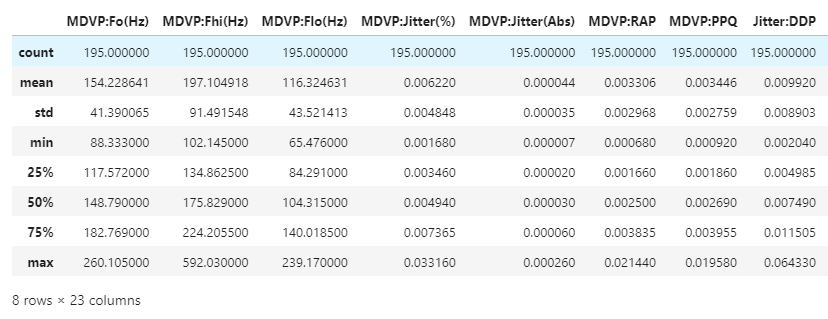 MDVP:Fo(Hz) MDVP:Fhi(Hz) MDVP:Flo(Hz) MDVP:Jitter(%) MDVP:Jitter(Abs) MDVP:RAP MDVP:PPQ Jitter:DDP
count 195.000000 195.000000 195.000000 195.000000 195.000000 195.000000 195.000000 195.000000
mean 154.228641 197.104918 116.324631 0.006220 0.000044 0.003306 0.003446 0.009920
std 41.390065 91.491548 43.521413 0.004848 0.000035 0.002968 0.002759 0.008903
min 88.333000 102.145000 65.476000 0.001680 0.000007 0.000680 0.000920 0.002040
25% 117.572000 134.862500 84.291000 0.003460 0.000020 0.001660 0.001860 0.004985
50% 148.790000 175.829000 104.315000 0.004940 0.000030 0.002500 0.002690 0.007490
75% 182.769000 224.205500 140.018500 0.007365 0.000060 0.003835 0.003955 0.011505
max 260.105000 592.030000 239.170000 0.033160 0.000260 0.021440 0.019580 0.064330
8 rows × 23 columns